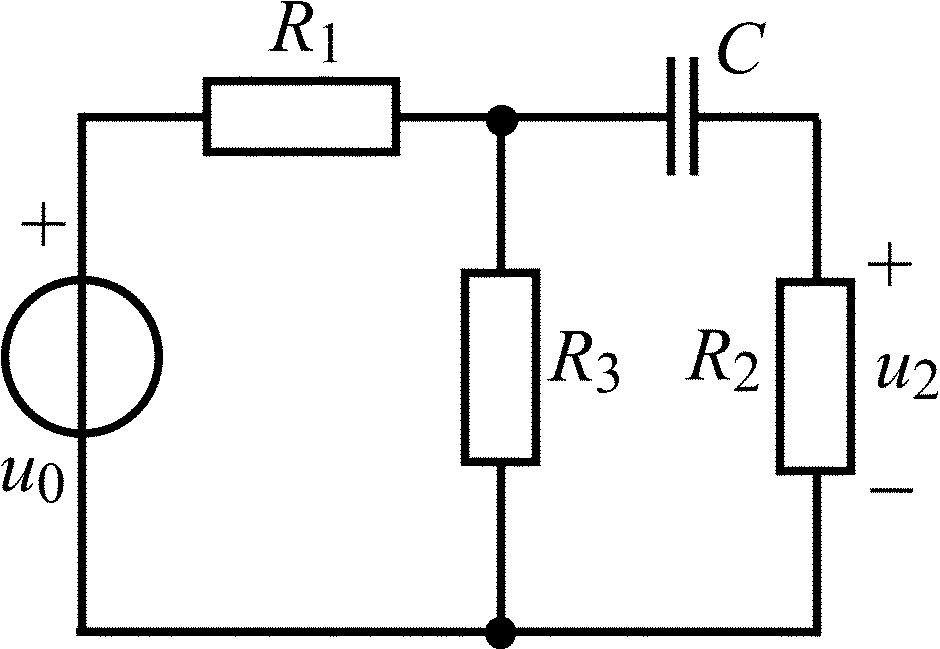 R₁
C
+
+
R₃
R₂
u₂
u₀
−